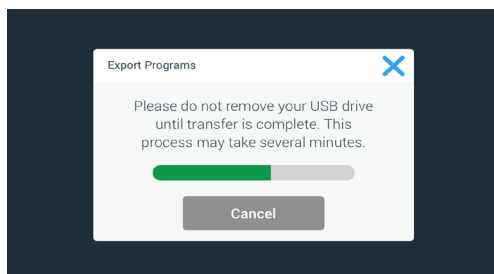 Export Programs
Please do not remove your USB drive
until transfer is complete. This
process may take several minutes.
Cancel